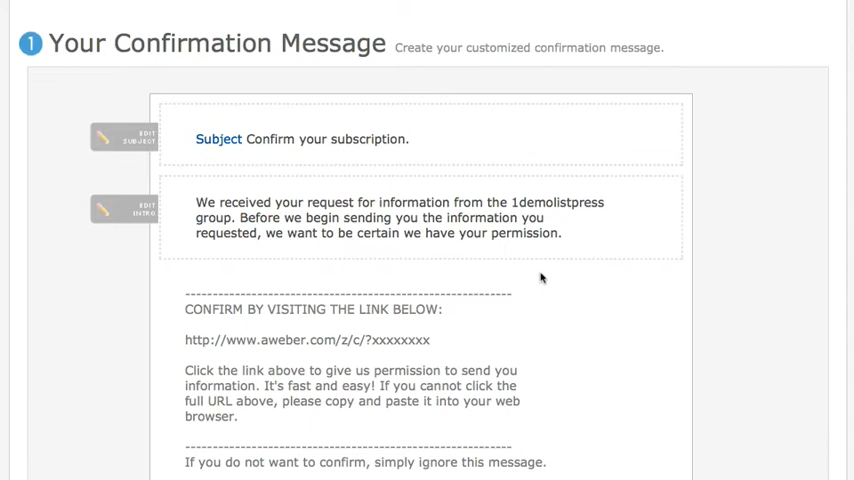 1 Your Confirmation Message Create your customized confirmation message.
EDIT
SUBJECT
Subject Confirm your subscription.
EDIT
INTRO
We received your request for information from the 1demolistpress
group. Before we begin sending you the information you
requested, we want to be certain we have your permission.
------------------------------------------------------------
CONFIRM BY VISITING THE LINK BELOW:
http://www.aweber.com/z/c/?xxxxxxxx
Click the link above to give us permission to send you
information. It's fast and easy! If you cannot click the
full URL above, please copy and paste it into your web
browser.
------------------------------------------------------------
If you do not want to confirm, simply ignore this message.